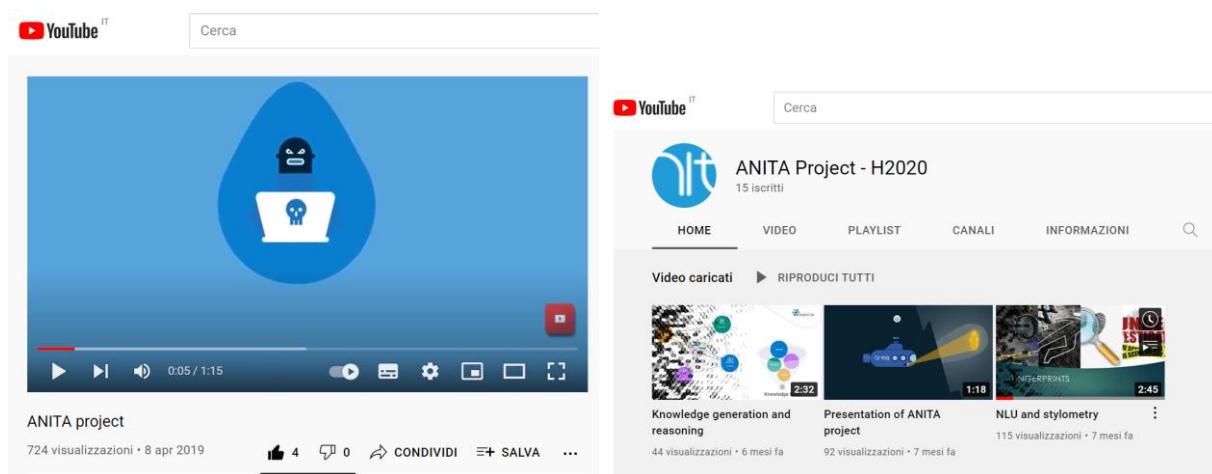 YouTube IT
Cerca
0:05 / 1:15
ANITA project
724 visualizzazioni • 8 apr 2019
4 0 CONDIVIDI SALVA ...
YouTube IT
Cerca
ANITA Project - H2020
15 iscritti
HOME VIDEO PLAYLIST CANALI INFORMAZIONI
Video caricati RIPRODUCI TUTTI
2:32
1:18
FINGERPRINTS
2:45
Knowledge generation and
reasoning
44 visualizzazioni • 6 mesi fa
Presentation of ANITA
project
92 visualizzazioni • 7 mesi fa
NLU and stylometry
115 visualizzazioni • 7 mesi fa